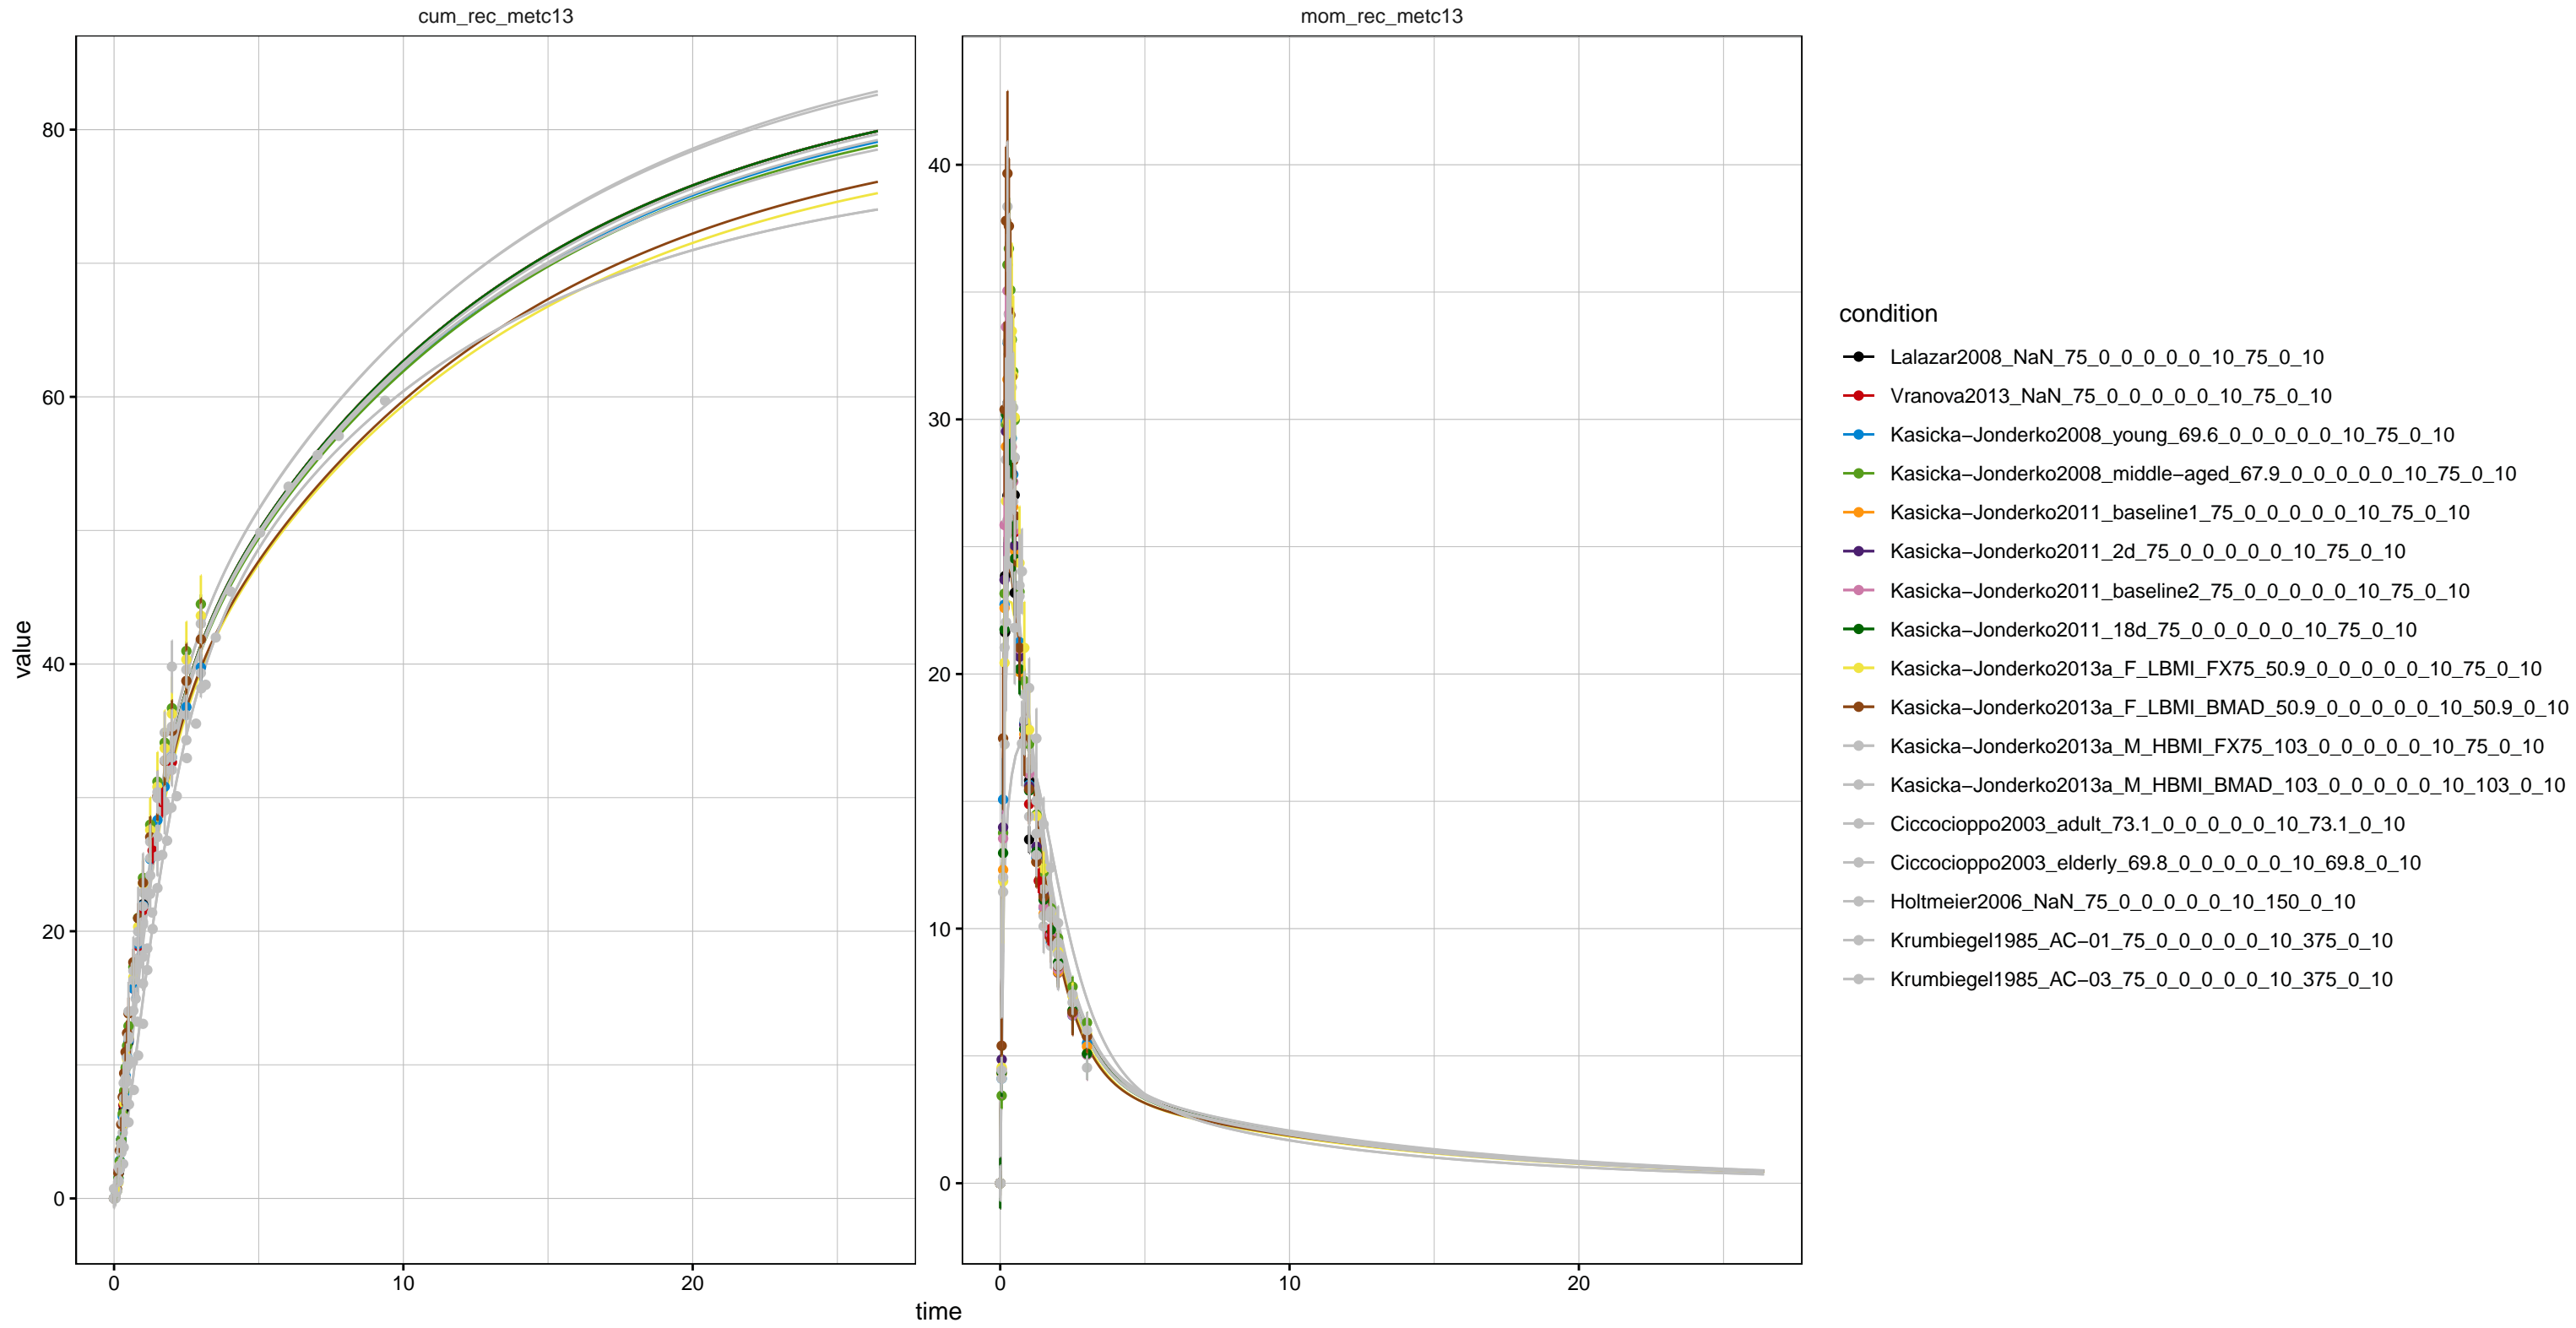 cum_rec_metc13
mom_rec_metc13
value
80
60
40
20
0
0
10
20
40
30
20
10
0
0
10
20
time
condition
Lalazar2008_NaN_75_0_0_0_0_0_10_75_0_10
Vranova2013_NaN_75_0_0_0_0_0_10_75_0_10
Kasicka−Jonderko2008_young_69.6_0_0_0_0_0_10_75_0_10
Kasicka−Jonderko2008_middle−aged_67.9_0_0_0_0_0_10_75_0_10
Kasicka−Jonderko2011_baseline1_75_0_0_0_0_0_10_75_0_10
Kasicka−Jonderko2011_2d_75_0_0_0_0_0_10_75_0_10
Kasicka−Jonderko2011_baseline2_75_0_0_0_0_0_10_75_0_10
Kasicka−Jonderko2011_18d_75_0_0_0_0_0_10_75_0_10
Kasicka−Jonderko2013a_F_LBMI_FX75_50.9_0_0_0_0_0_10_75_0_10
Kasicka−Jonderko2013a_F_LBMI_BMAD_50.9_0_0_0_0_0_10_50.9_0_10
Kasicka−Jonderko2013a_M_HBMI_FX75_103_0_0_0_0_0_10_75_0_10
Kasicka−Jonderko2013a_M_HBMI_BMAD_103_0_0_0_0_0_10_103_0_10
Ciccocioppo2003_adult_73.1_0_0_0_0_0_10_73.1_0_10
Ciccocioppo2003_elderly_69.8_0_0_0_0_0_10_69.8_0_10
Holtmeier2006_NaN_75_0_0_0_0_0_10_150_0_10
Krumbiegel1985_AC−01_75_0_0_0_0_0_10_375_0_10
Krumbiegel1985_AC−03_75_0_0_0_0_0_10_375_0_10